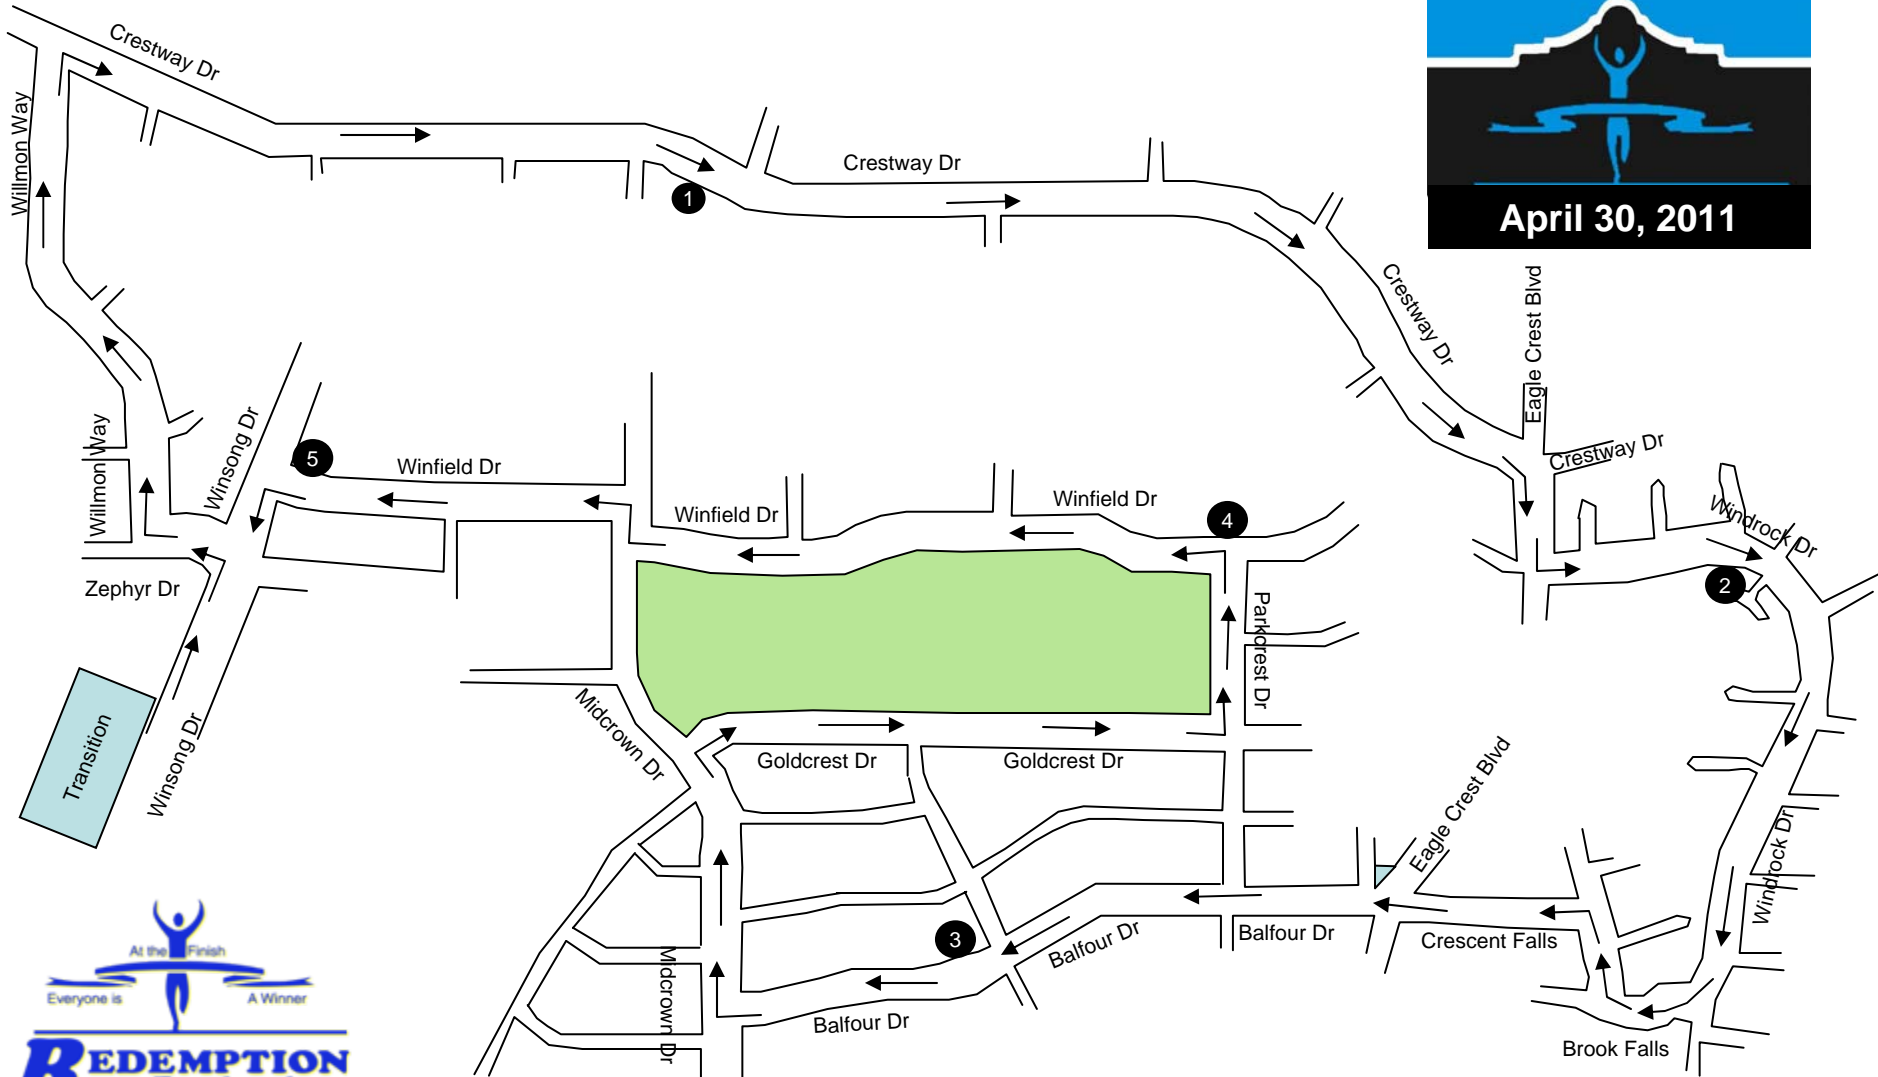 Crestway Dr
April 30, 2011
Willmon Way
1
Crestway Dr
Crestway Dr
Eagle Crest Blvd
Crestway Dr
Willmon Way
Winsong Dr
5
Winfield Dr
Winfield Dr
Winfield Dr
4
Windrock Dr
2
Zephyr Dr
Parkcrest Dr
Transition
Winsong Dr
Midcrown Dr
Goldcrest Dr
Goldcrest Dr
Eagle Crest Blvd
Windrock Dr
3
Balfour Dr
Balfour Dr
Crescent Falls
Midcrown Dr
Balfour Dr
Brook Falls
At the Finish
Everyone is A Winner
REDEMPTION